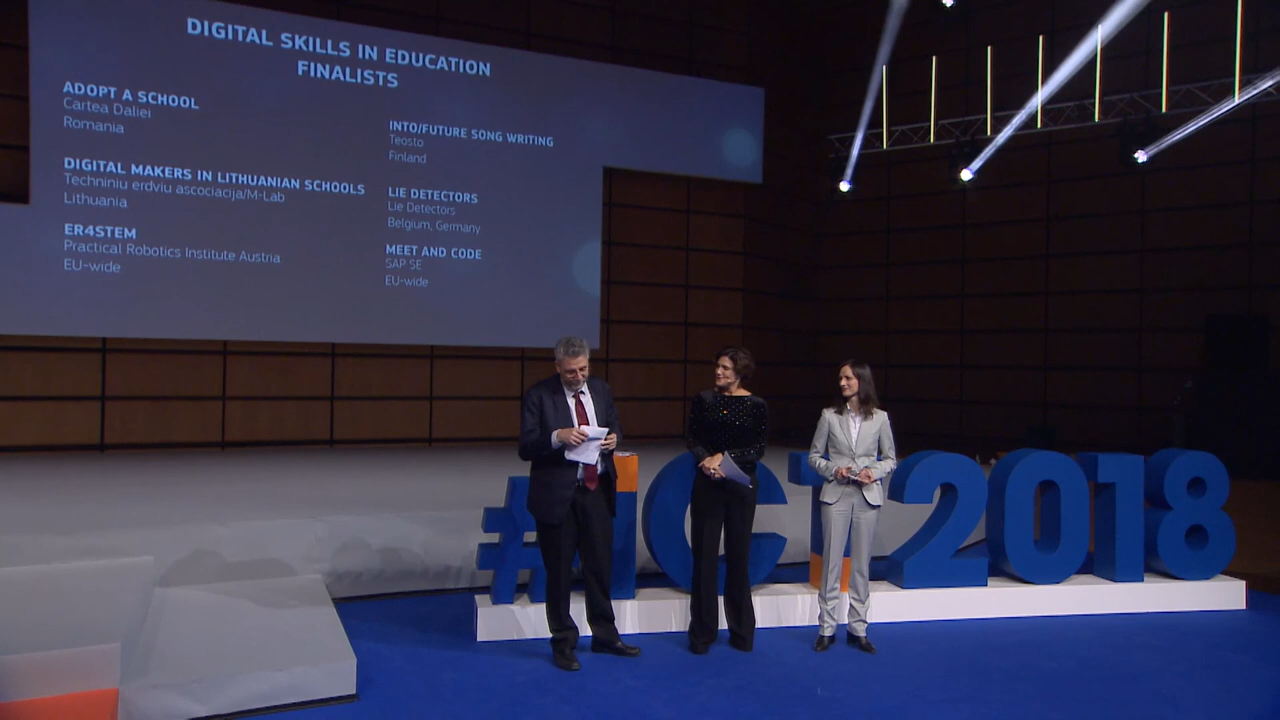 DIGITAL SKILLS IN EDUCATION
FINALISTS
ADOPT A SCHOOL
Cartea Daliei
Romania
DIGITAL MAKERS IN LITHUANIAN SCHOOLS
Techniniu erdviu ascociacija/M-Lab
Lithuania
ER4STEM
Practical Robotics Institute Austria
EU-wide
INTO/FUTURE SONG WRITING
Teosto
Finland
LIE DETECTORS
Lie Detectors
Belgium, Germany
MEET AND CODE
SAP SE
EU-wide
#iCT2018